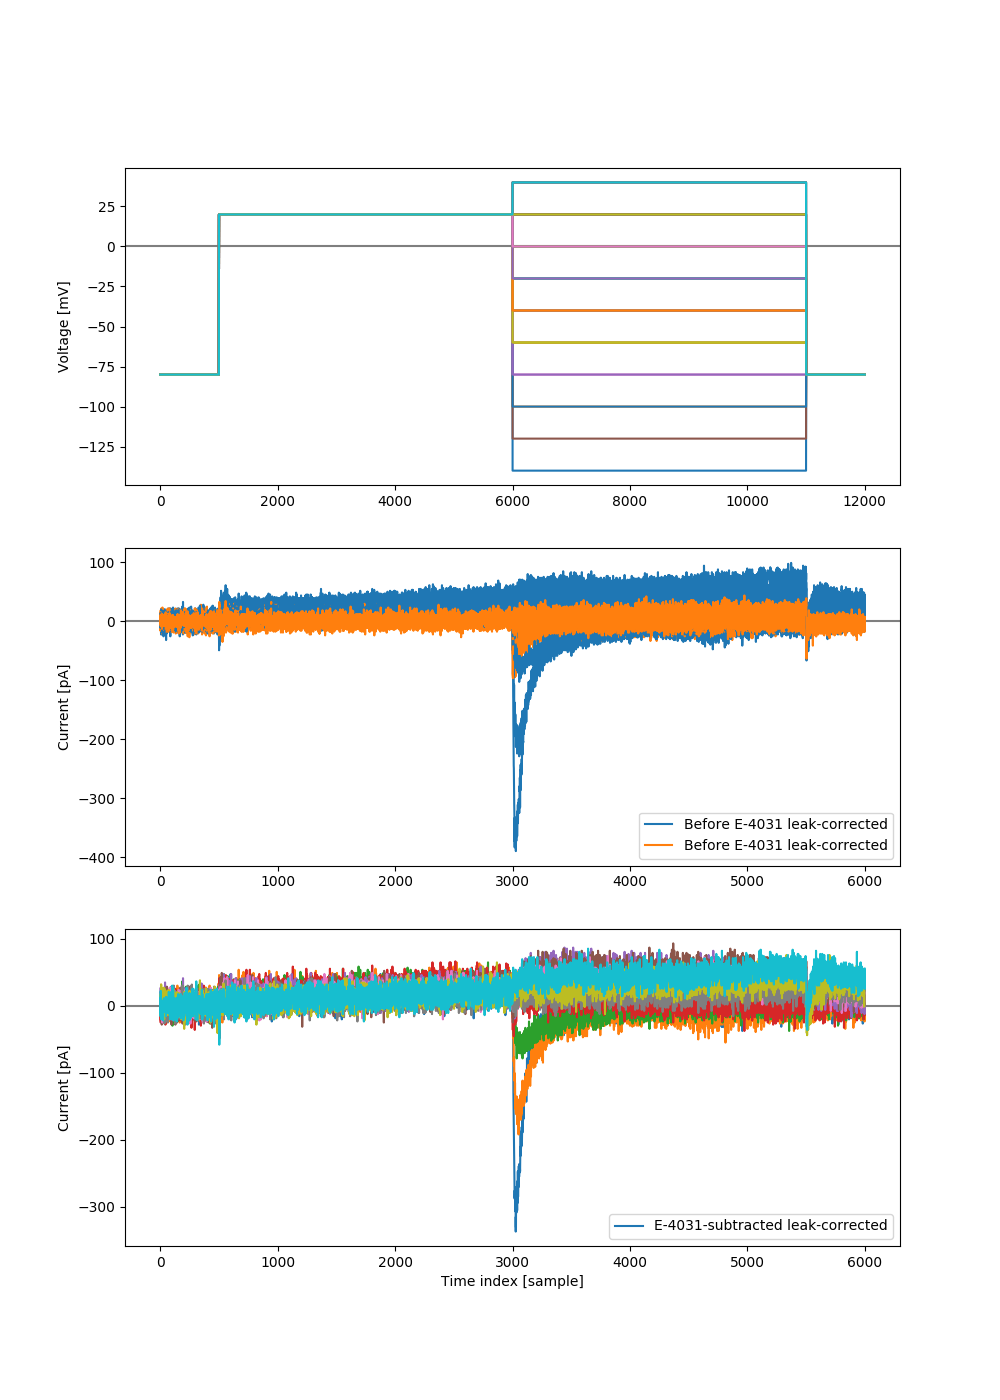 25
0
−25
−50
−75
−100
−125
Voltage [mV]
0 2000 4000 6000 8000 10000 12000
100
0
−100
−200
−300
−400
Current [pA]
Before E-4031 leak-corrected
Before E-4031 leak-corrected
0 1000 2000 3000 4000 5000 6000
100
0
−100
−200
−300
Current [pA]
E-4031-subtracted leak-corrected
0 1000 2000 3000 4000 5000 6000
Time index [sample]